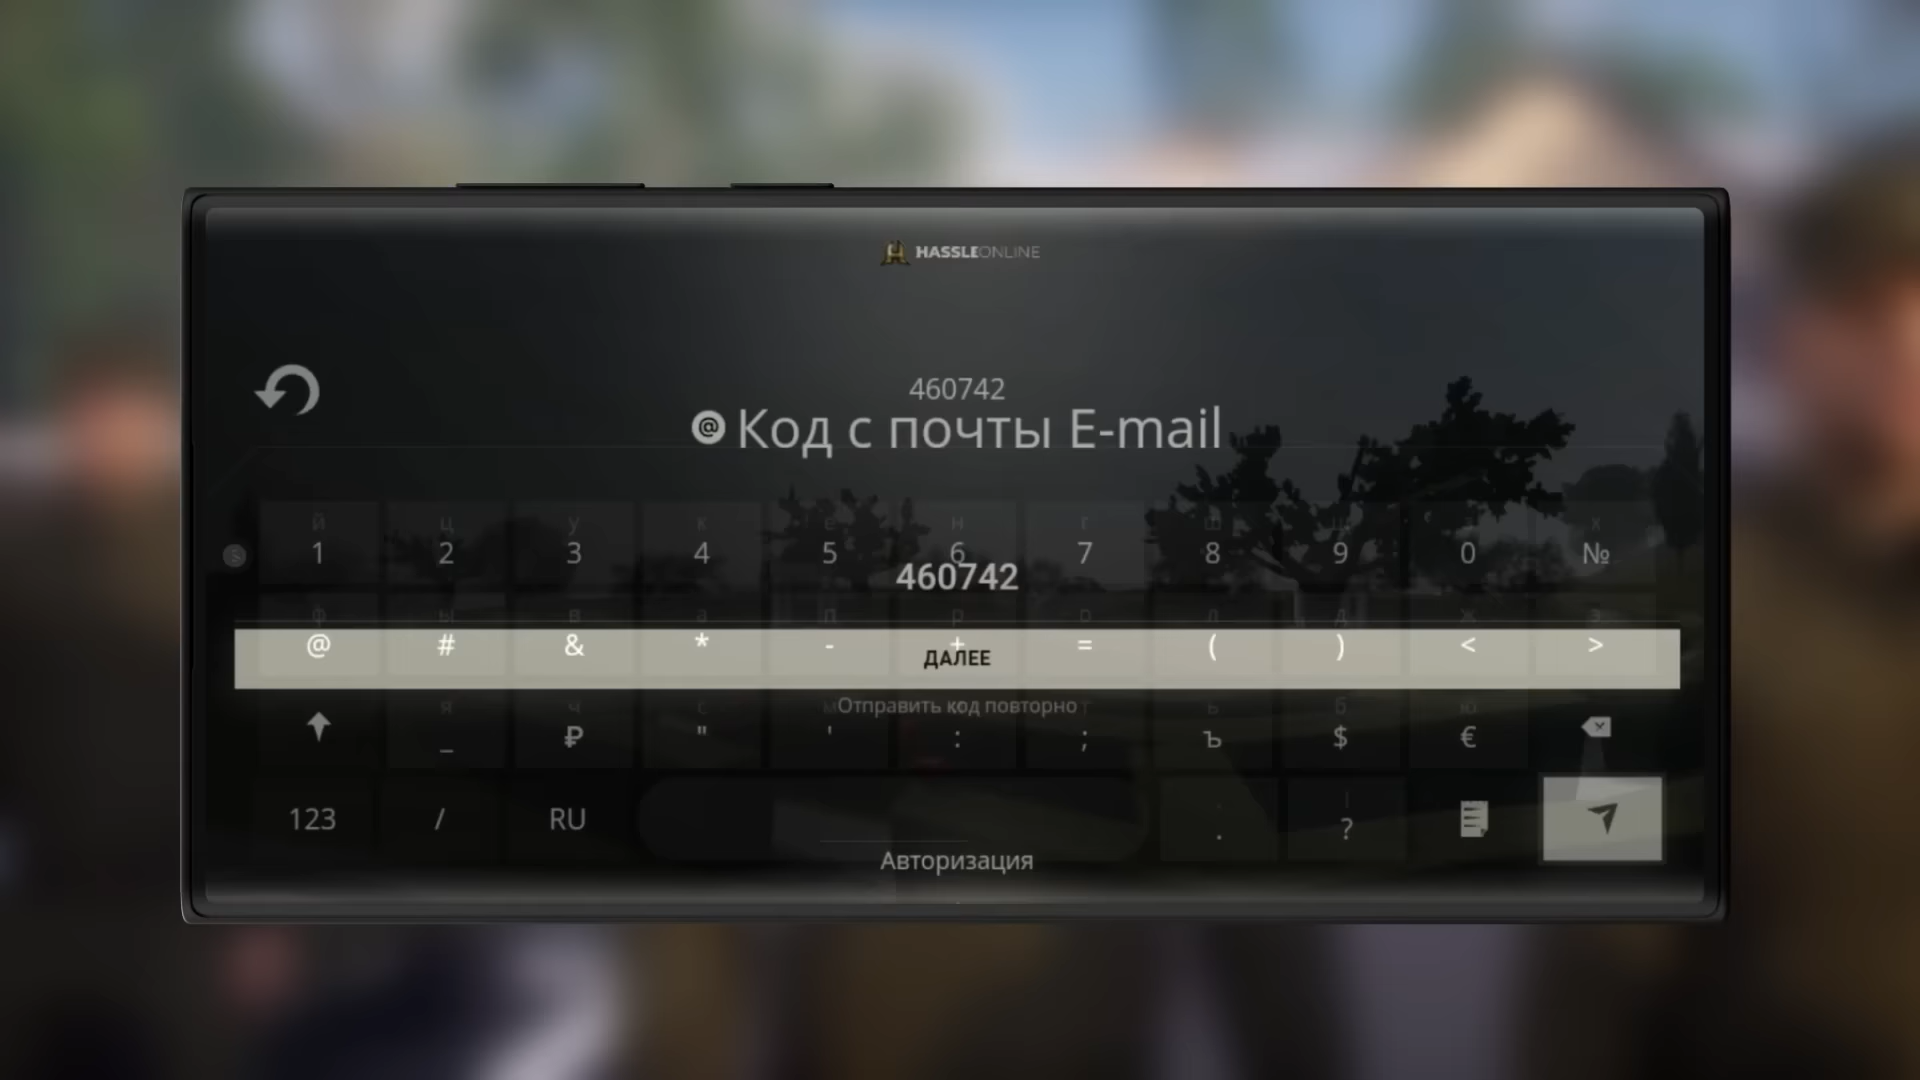 HASSLEONLINE
460742
@ Код с почты E-mail
й ц у к е н г ш щ з х
1 2 3 4 5 6 7 8 9 0 №
460742
ф ы в а п р о л д ж э
@ # & * - + = ( ) < >
ДАЛЕЕ
Отправить код повторно
я ч с м т ь б ю
_ ₽ " ' : ; ъ $ €
123 / RU . ?
Авторизация